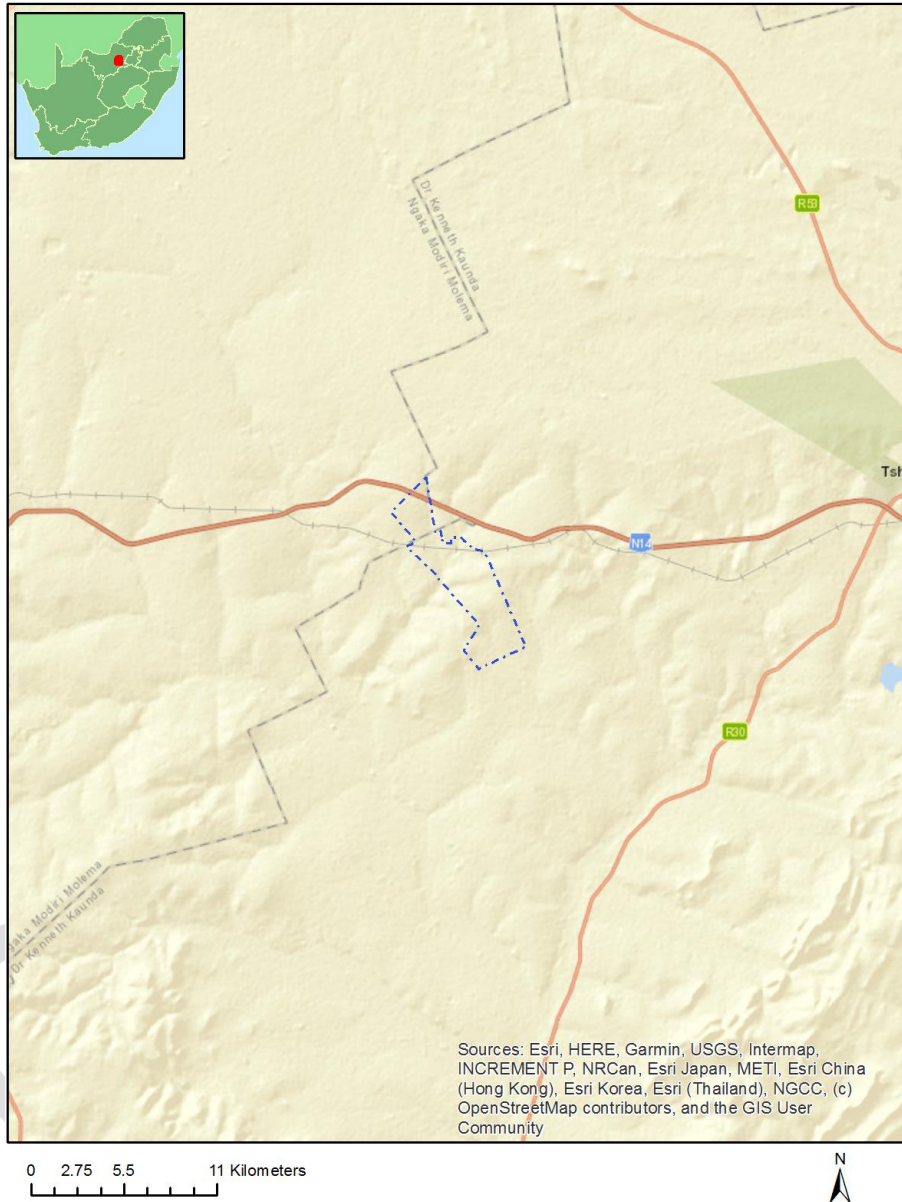 Dr Kenneth Kaunda
Ngaka Modiri Molema
R53
Tsh
N14
R30
gaka Modiri Molema
Dr Kenneth Kaunda
Sources: Esri, HERE, Garmin, USGS, Intermap,
INCREMENT P, NRCan, Esri Japan, METI, Esri China
(Hong Kong), Esri Korea, Esri (Thailand), NGCC, (c)
OpenStreetMap contributors, and the GIS User
Community
0 2.75 5.5 11 Kilometers
N